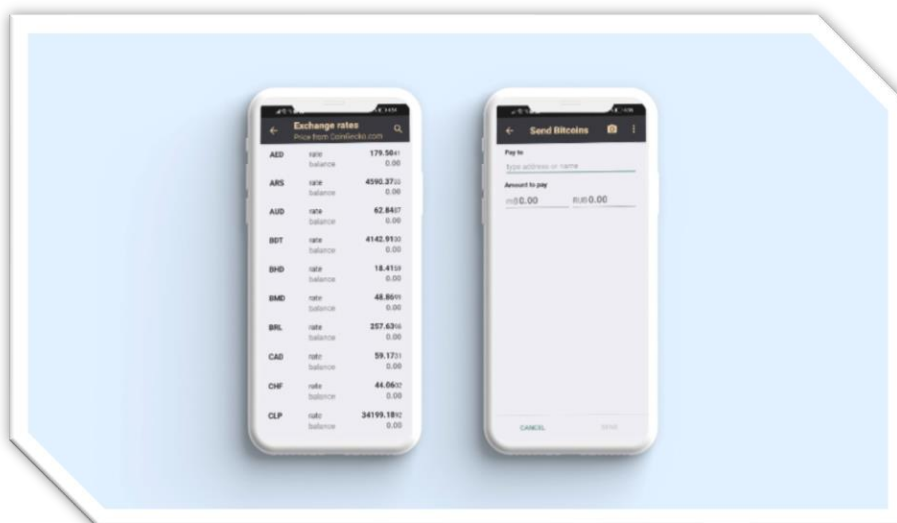 Exchange rates
Price from CoinGecko.com
AED rate 179.5061
balance 0.00
ARS rate 4590.37
balance 0.00
AUD rate 62.8437
balance 0.00
BDT rate 4142.91
balance 0.00
BHD rate 18.41
balance 0.00
BMD rate 48.86
balance 0.00
BRL rate 257.63
balance 0.00
CAD rate 59.17
balance 0.00
CHF rate 44.06
balance 0.00
CLP rate 34199.18
balance 0.00
Send Bitcoins
Pay to
type address or name
Amount to pay
mB 0.00 RUB 0.00
CANCEL SEND